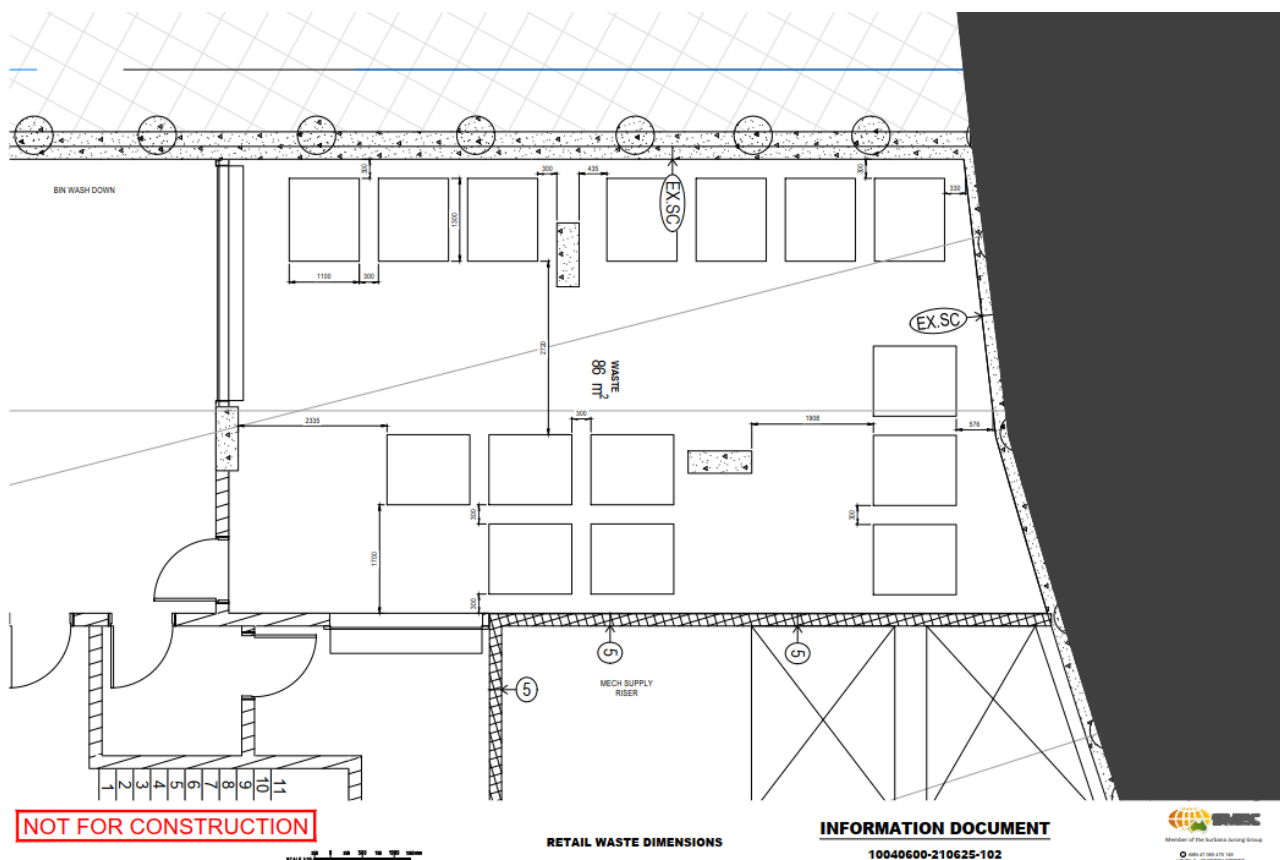 BIN WASH DOWN
300
300
435
300
330
EX.SC
1300
1100
300
2720
EX.SC
WASTE
86 m²
300
2335
1908
576
1700
300
300
300
5
5
MECH SUPPLY
RISER
5
1
2
3
4
5
6
7
8
9
10
11
NOT FOR CONSTRUCTION
RETAIL WASTE DIMENSIONS
INFORMATION DOCUMENT
10040600-210625-102
SMEC
Member of the Surbana Jurong Group